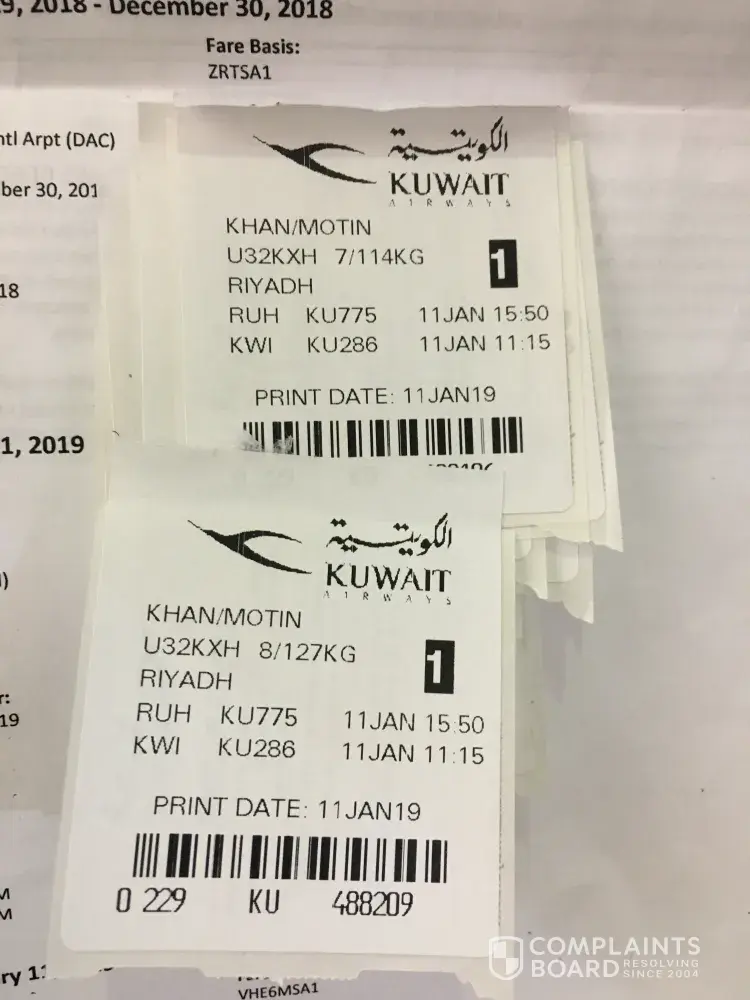 9, 2018 - December 30, 2018
Fare Basis:
ZRTSA1
ntl Arpt (DAC)
ber 30, 201
18
الكويتية
KUWAIT
AIRWAYS
KHAN/MOTIN
U32KXH 7/114KG
1
RIYADH
RUH KU775 11JAN 15:50
KWI KU286 11JAN 11:15
PRINT DATE: 11JAN19
1, 2019
الكويتية
KUWAIT
AIRWAYS
KHAN/MOTIN
U32KXH 8/127KG
1
RIYADH
r:
19
RUH KU775 11JAN 15:50
KWI KU286 11JAN 11:15
PRINT DATE: 11JAN19
0 229 KU 488209
M
M
ry 11
VHE6MSA1
COMPLAINTS
BOARD RESOLVING
SINCE 2004